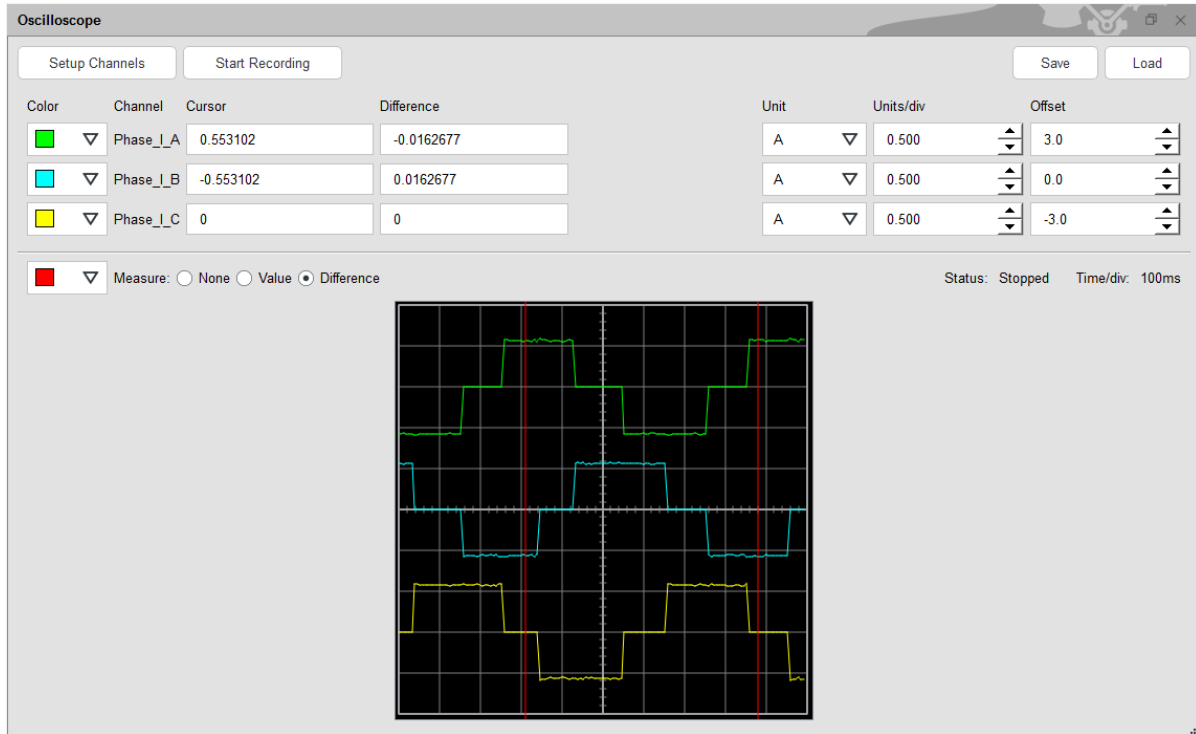 Oscilloscope
Setup Channels Start Recording Save Load
Color Channel Cursor Difference Unit Units/div Offset
Phase_I_A 0.553102 -0.0162677 A 0.500 3.0
Phase_I_B -0.553102 0.0162677 A 0.500 0.0
Phase_I_C 0 0 A 0.500 -3.0
Measure: None Value Difference Status: Stopped Time/div: 100ms